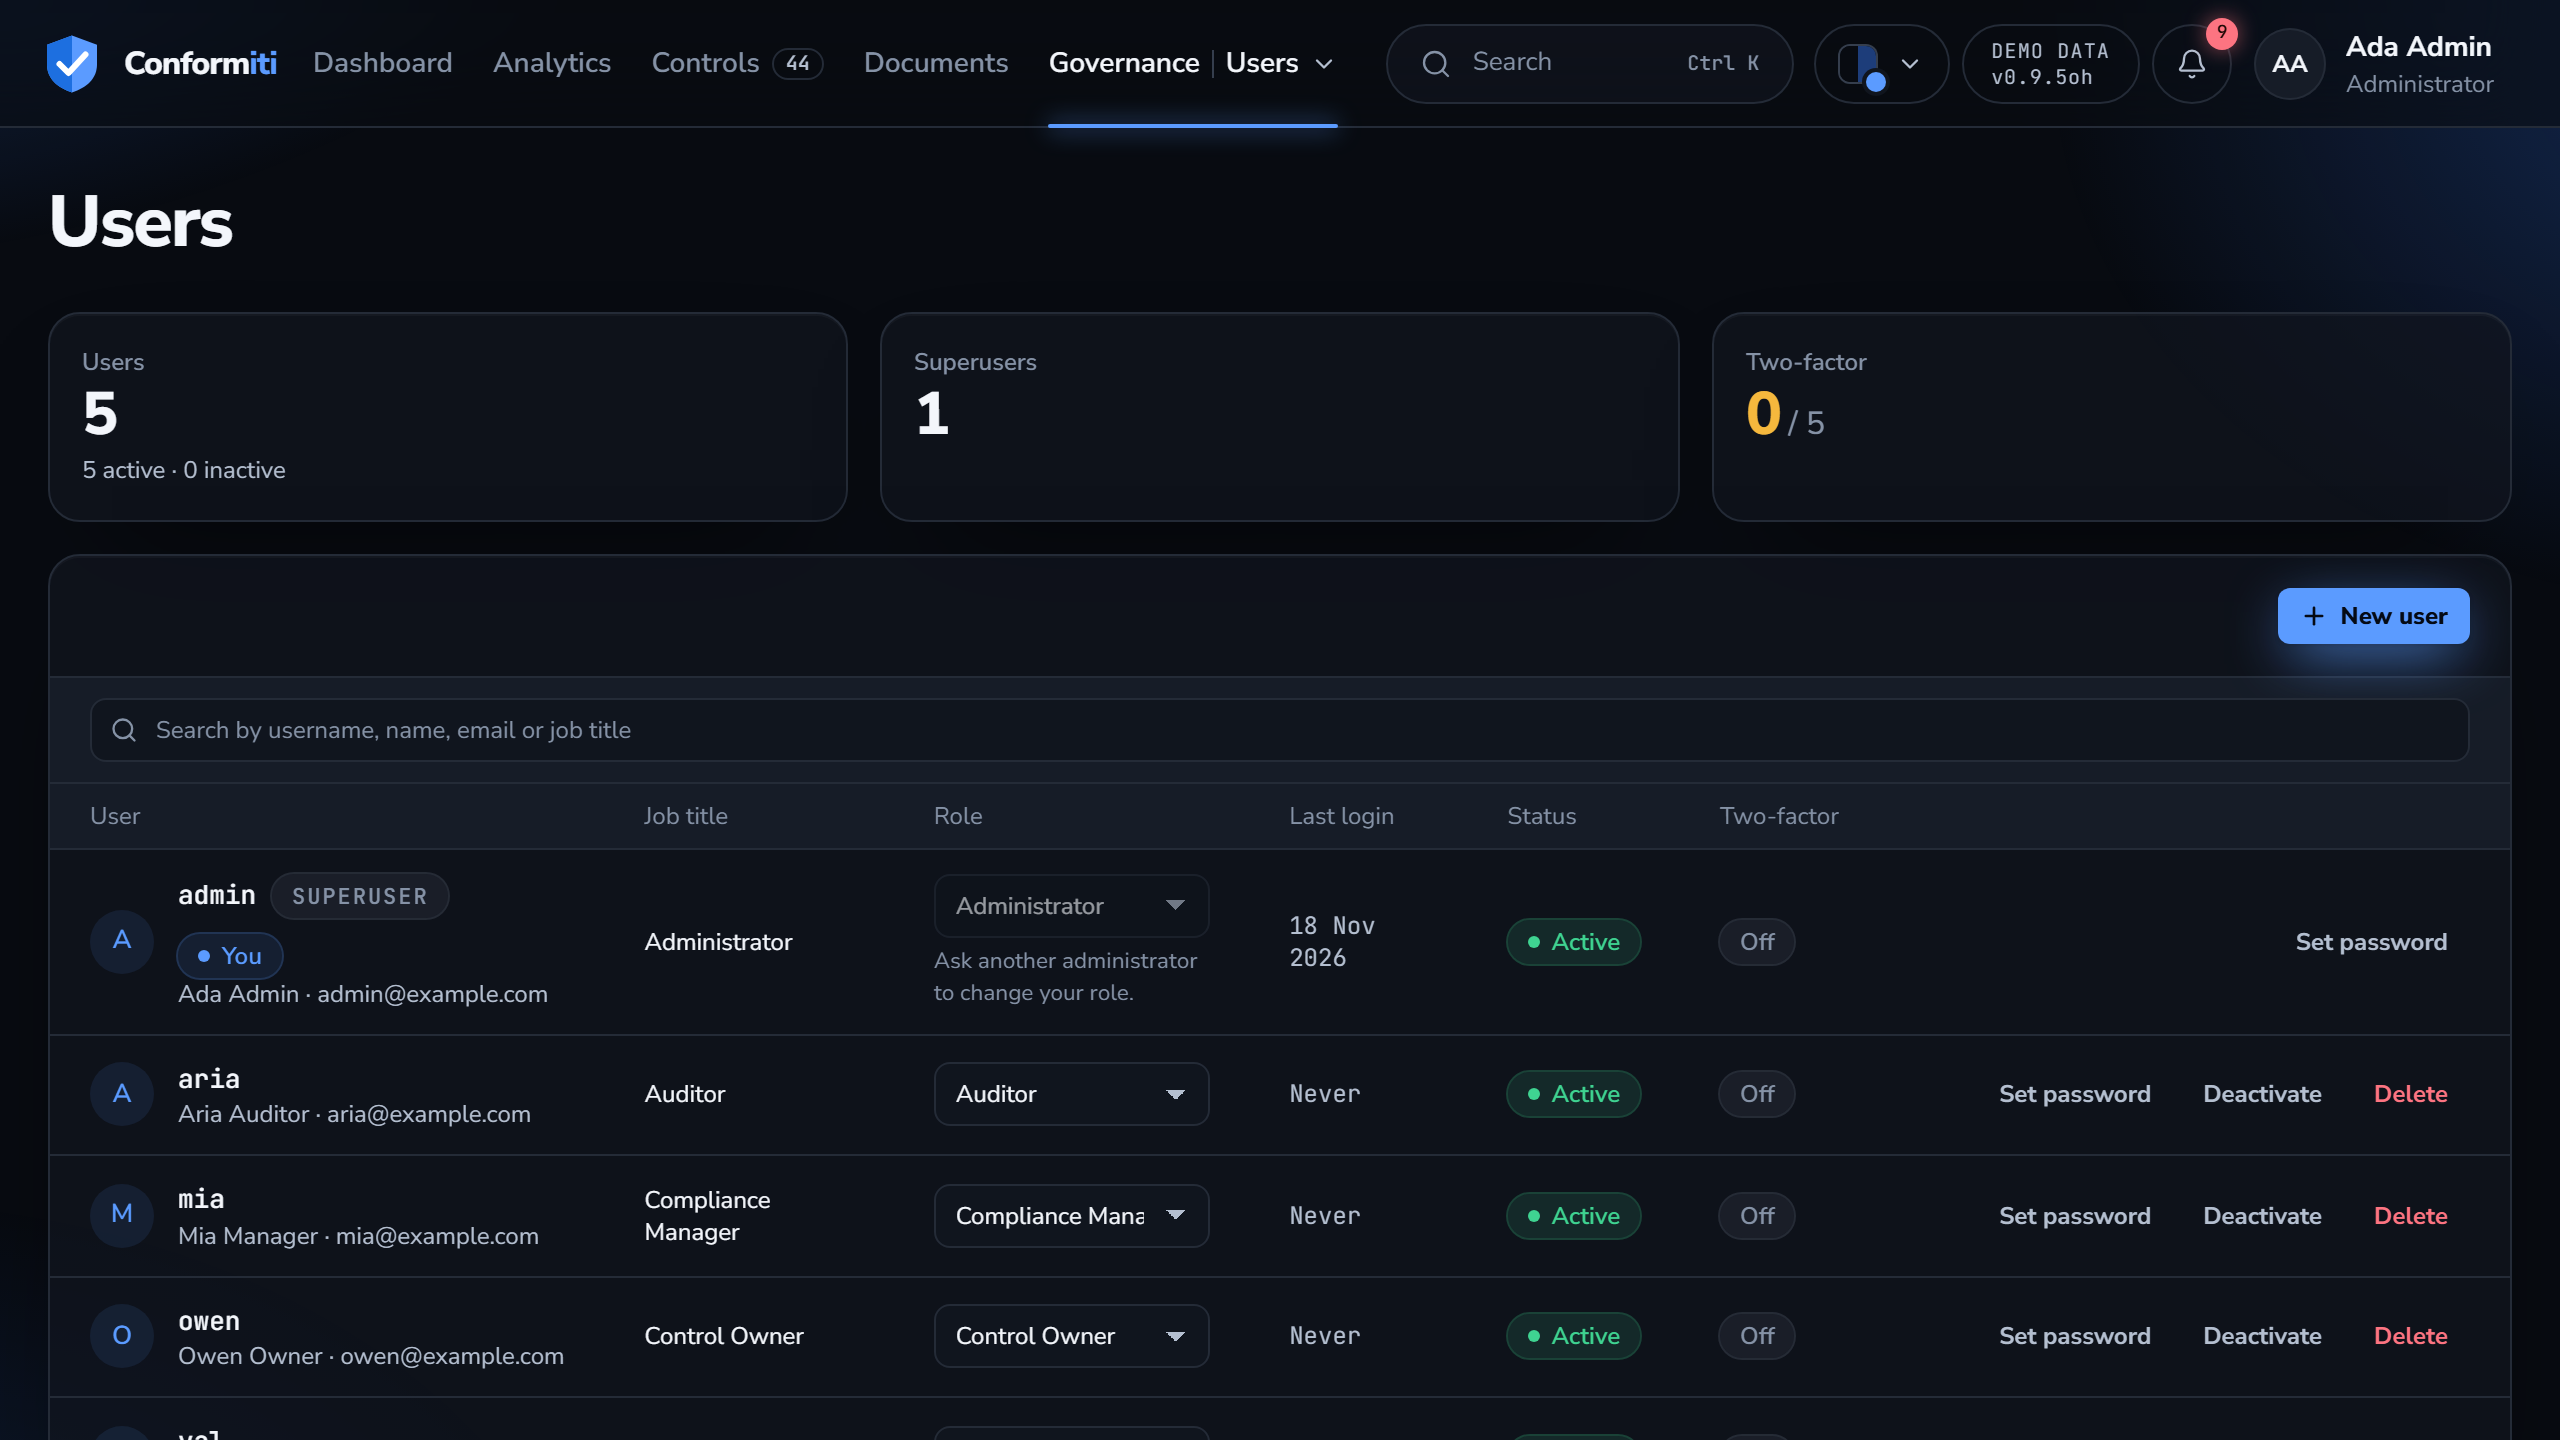 Conformiti Dashboard Analytics Controls 44 Documents Governance Users Search Ctrl K DEMO DATA v0.9.5oh 9 AA Ada Admin Administrator
Users
Users
5
5 active · 0 inactive
Superusers
1
Two-factor
0 / 5
+ New user
Search by username, name, email or job title
User Job title Role Last login Status Two-factor
A
admin SUPERUSER
You
Ada Admin · admin@example.com
Administrator
Administrator
Ask another administrator
to change your role.
18 Nov
2026
Active
Off
Set password
A
aria
Aria Auditor · aria@example.com
Auditor
Auditor
Never
Active
Off
Set password Deactivate Delete
M
mia
Mia Manager · mia@example.com
Compliance
Manager
Compliance Mana
Never
Active
Off
Set password Deactivate Delete
O
owen
Owen Owner · owen@example.com
Control Owner
Control Owner
Never
Active
Off
Set password Deactivate Delete